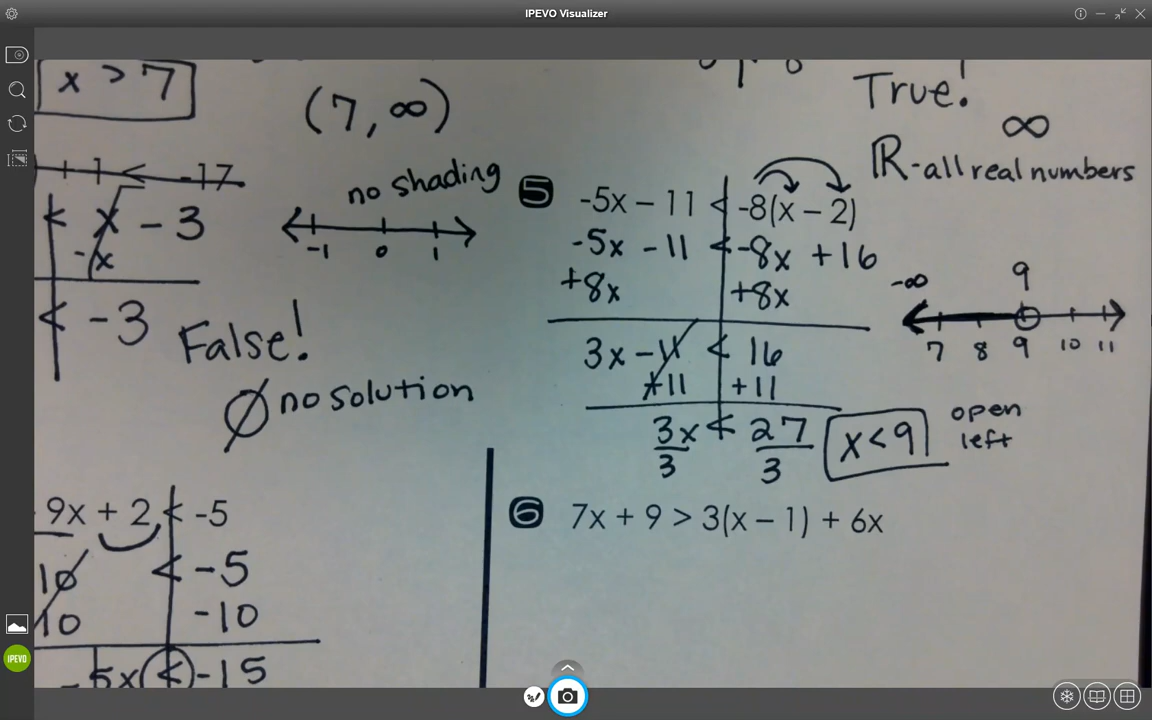 IPEVO Visualizer
x > 7
(7, ∞)
True!
∞
ℝ-all real numbers
+ 1 < -17
< x - 3
-x
< -3
False!
∅ no solution
no shading
-1 0 1
5
-5x - 11 < -8(x - 2)
-5x -11 < -8x +16
+8x +8x
3x -11 < 16
+11 +11
3x < 27
3 3
x < 9
open
left
-∞ 9
7 8 9 10 11
9x + 2 < -5
10 < -5
10 -10
-5x < -15
6
7x + 9 > 3(x - 1) + 6x
IPEVO